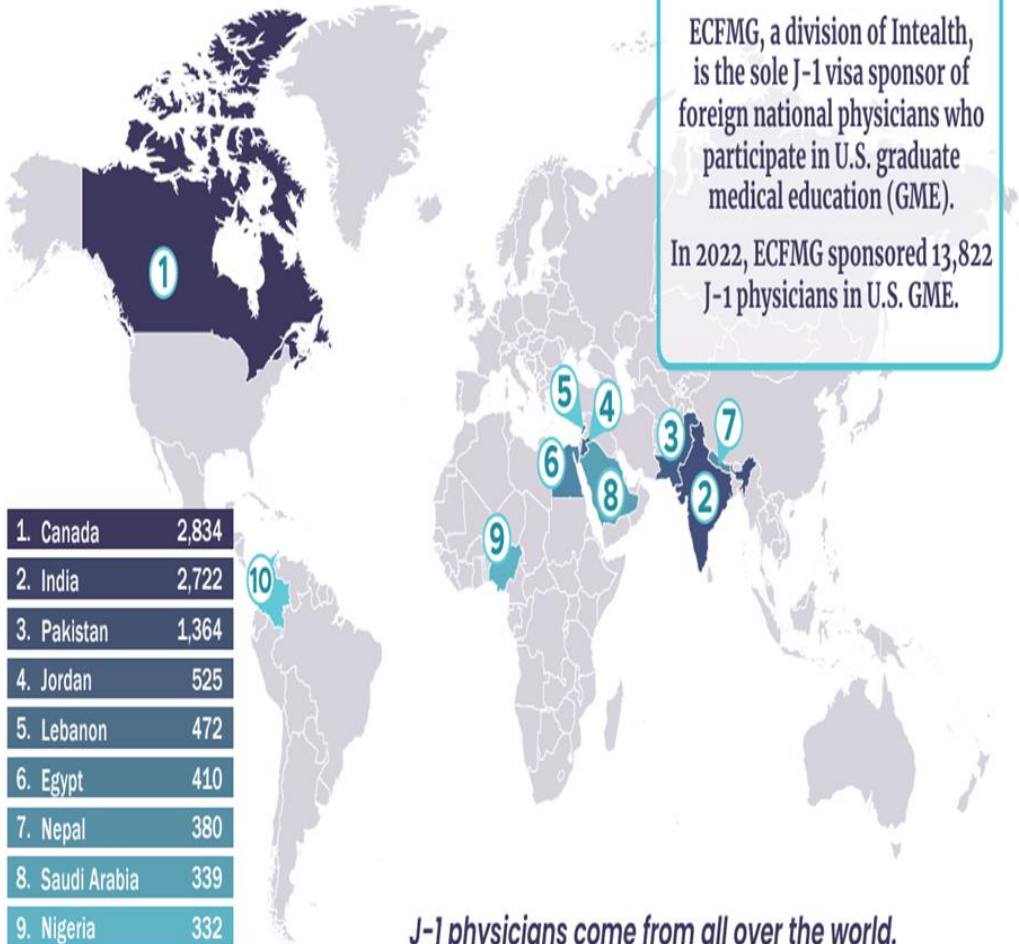 ECFMG, a division of Intealth,
is the sole J-1 visa sponsor of
foreign national physicians who
participate in U.S. graduate
medical education (GME).
In 2022, ECFMG sponsored 13,822
J-1 physicians in U.S. GME.
1
5
4
3
7
6
8
2
9
10
1. Canada 2,834
2. India 2,722
3. Pakistan 1,364
4. Jordan 525
5. Lebanon 472
6. Egypt 410
7. Nepal 380
8. Saudi Arabia 339
9. Nigeria 332
J-1 physicians come from all over the world.